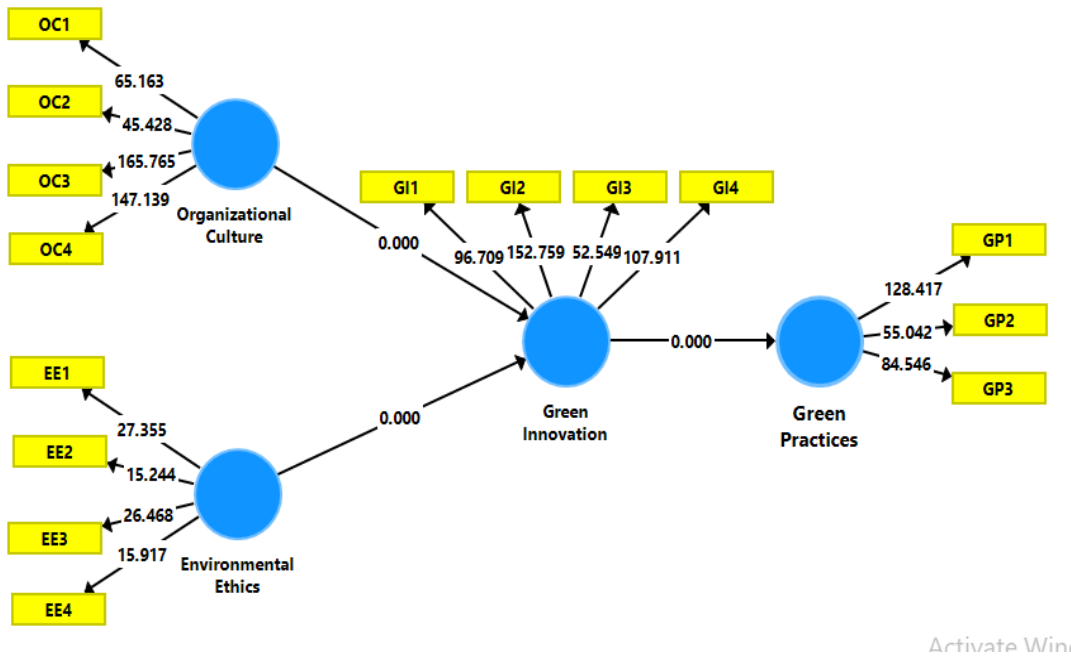 OC1
65.163
OC2
45.428
165.765
OC3
147.139
OC4
Organizational
Culture
0.000
GI1
GI2
GI3
GI4
96.709
152.759
52.549
107.911
Green
Innovation
EE1
27.355
EE2
15.244
26.468
EE3
15.917
EE4
Environmental
Ethics
0.000
0.000
GP1
128.417
GP2
55.042
84.546
GP3
Green
Practices
Activate Wind